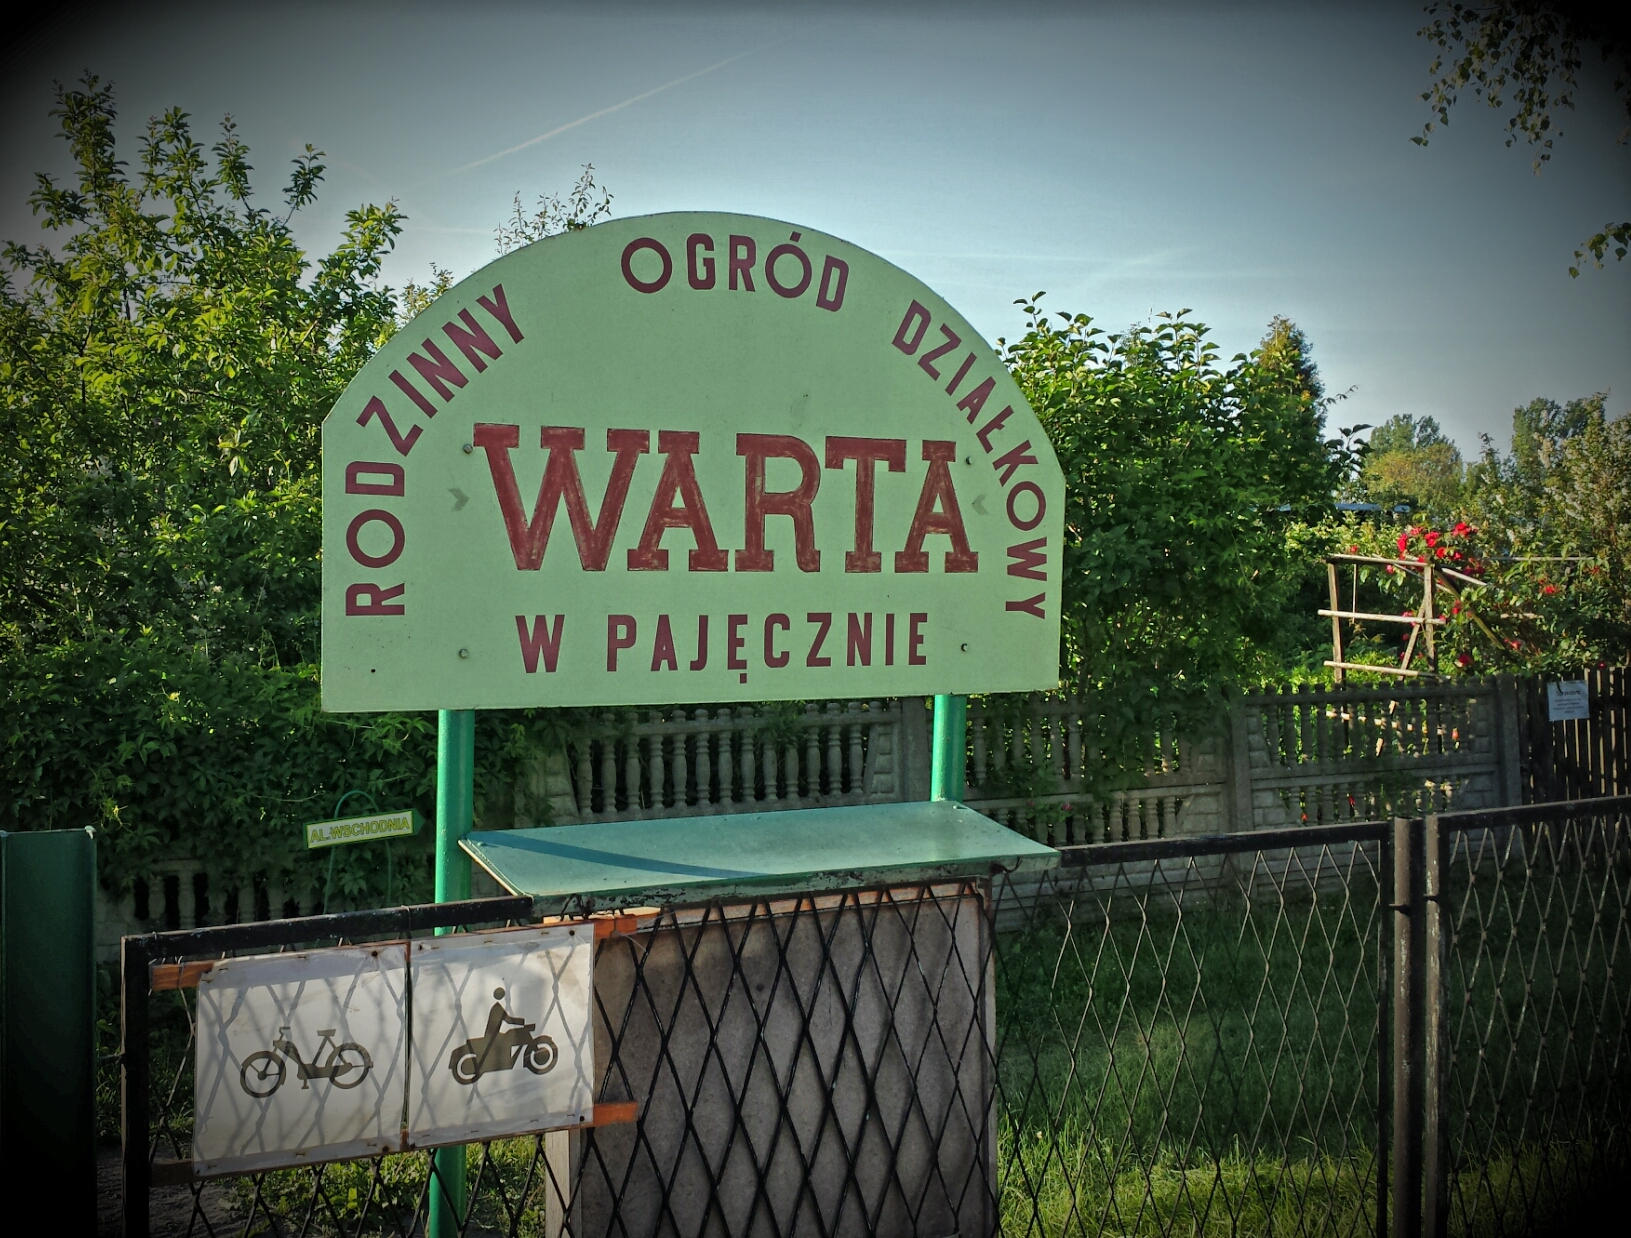 RODZINNY OGRÓD DZIAŁKOWY
WARTA
W PAJĘCZNIE
AL.WSCHODNIA